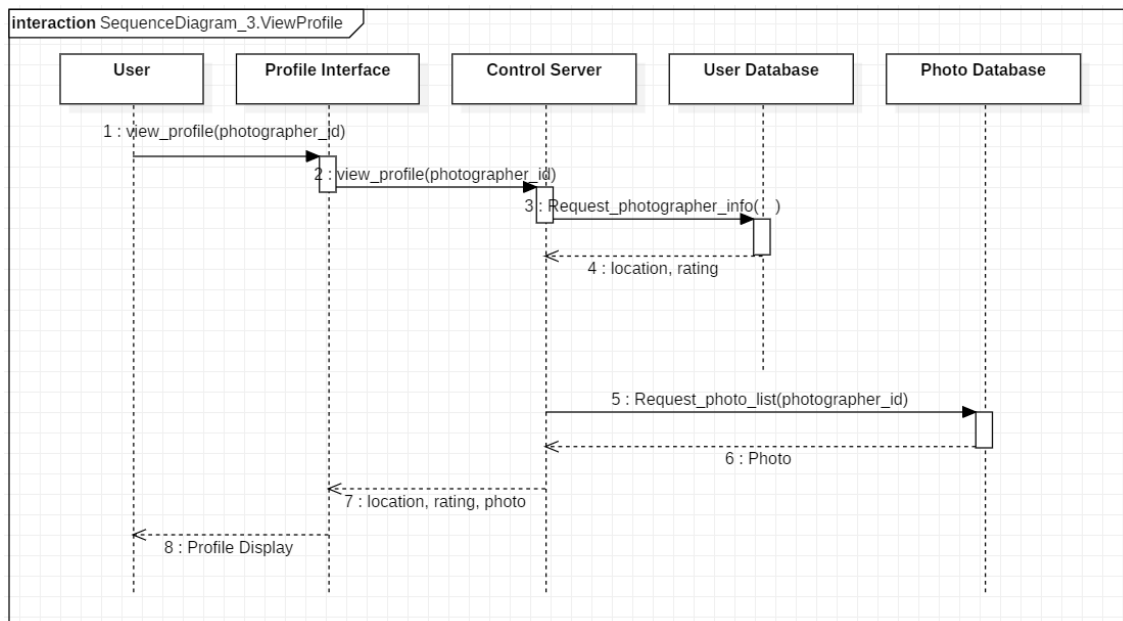 interaction SequenceDiagram_3.ViewProfile
User
Profile Interface
Control Server
User Database
Photo Database
1 : view_profile(photographer_id)
2 : view_profile(photographer_id)
3 : Request_photographer_info( )
4 : location, rating
5 : Request_photo_list(photographer_id)
6 : Photo
7 : location, rating, photo
8 : Profile Display